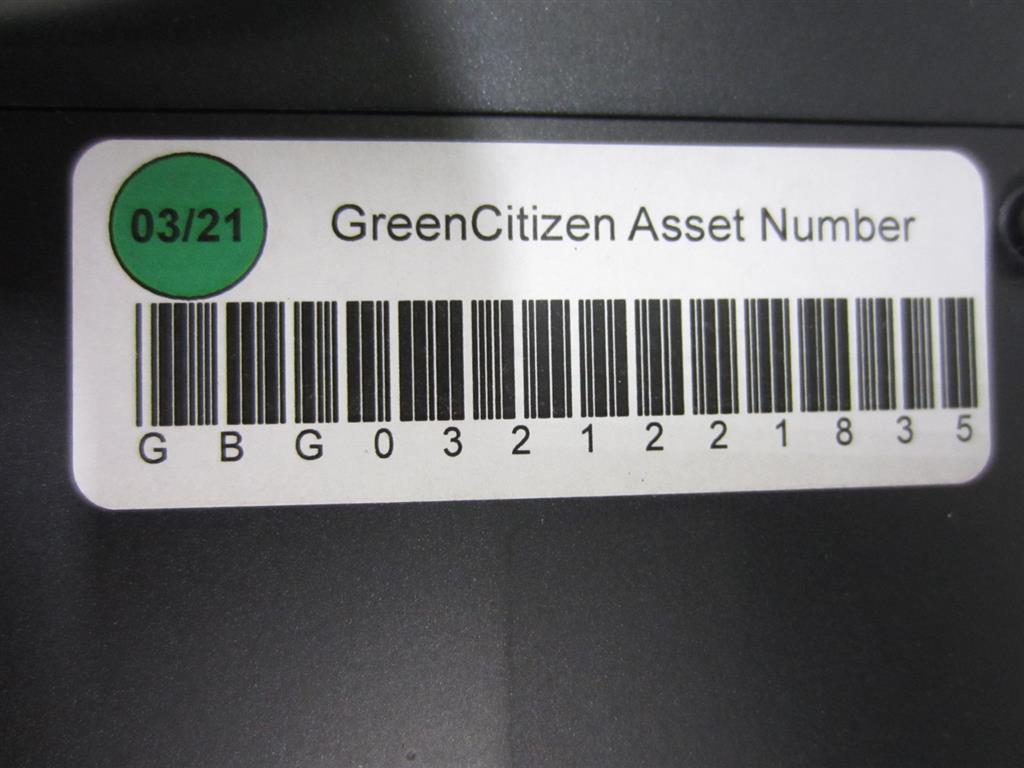 03/21
GreenCitizen Asset Number
G B G 0 3 2 1 2 2 1 8 3 5